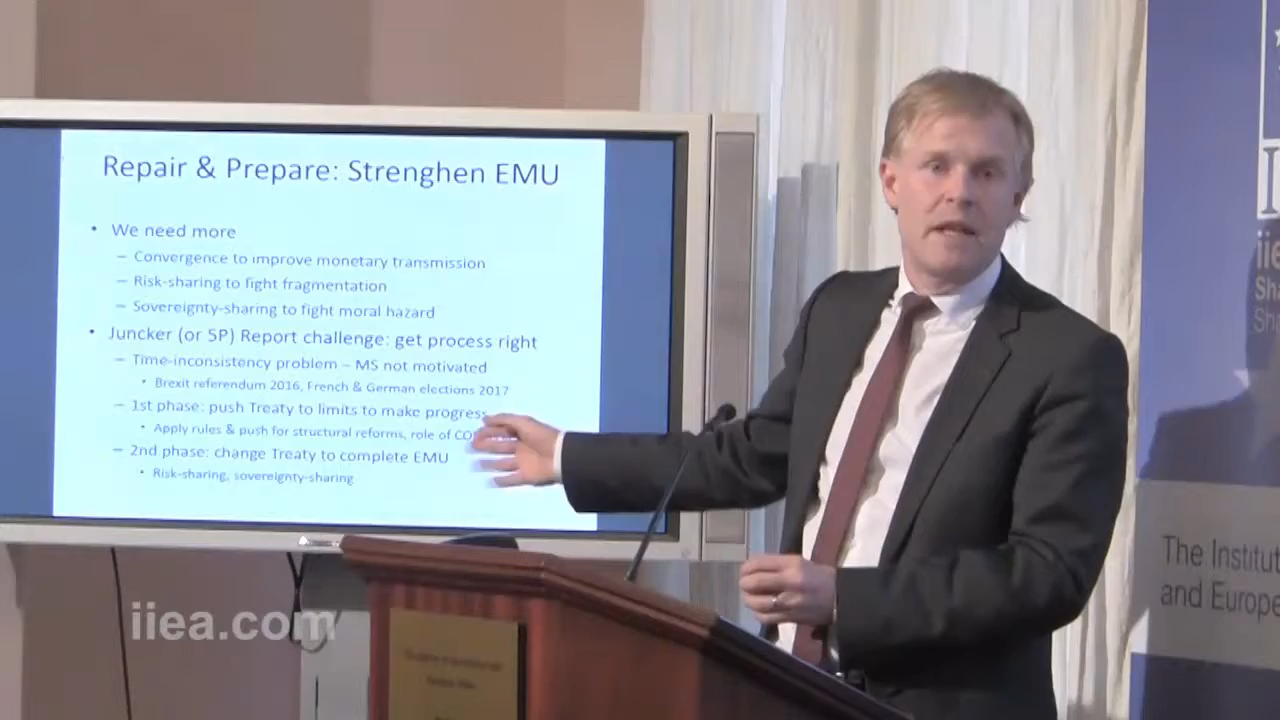 Repair & Prepare: Strenghen EMU
• We need more
– Convergence to improve monetary transmission
– Risk-sharing to fight fragmentation
– Sovereignty-sharing to fight moral hazard
• Juncker (or 5P) Report challenge: get process right
– Time-inconsistency problem – MS not motivated
• Brexit referendum 2016, French & German elections 2017
– 1st phase: push Treaty to limits to make progress
• Apply rules & push for structural reforms, role of
– 2nd phase: change Treaty to complete EMU
• Risk-sharing, sovereignty-sharing
iiea.com
iie
Sh
Sh
The Institut
and Europe